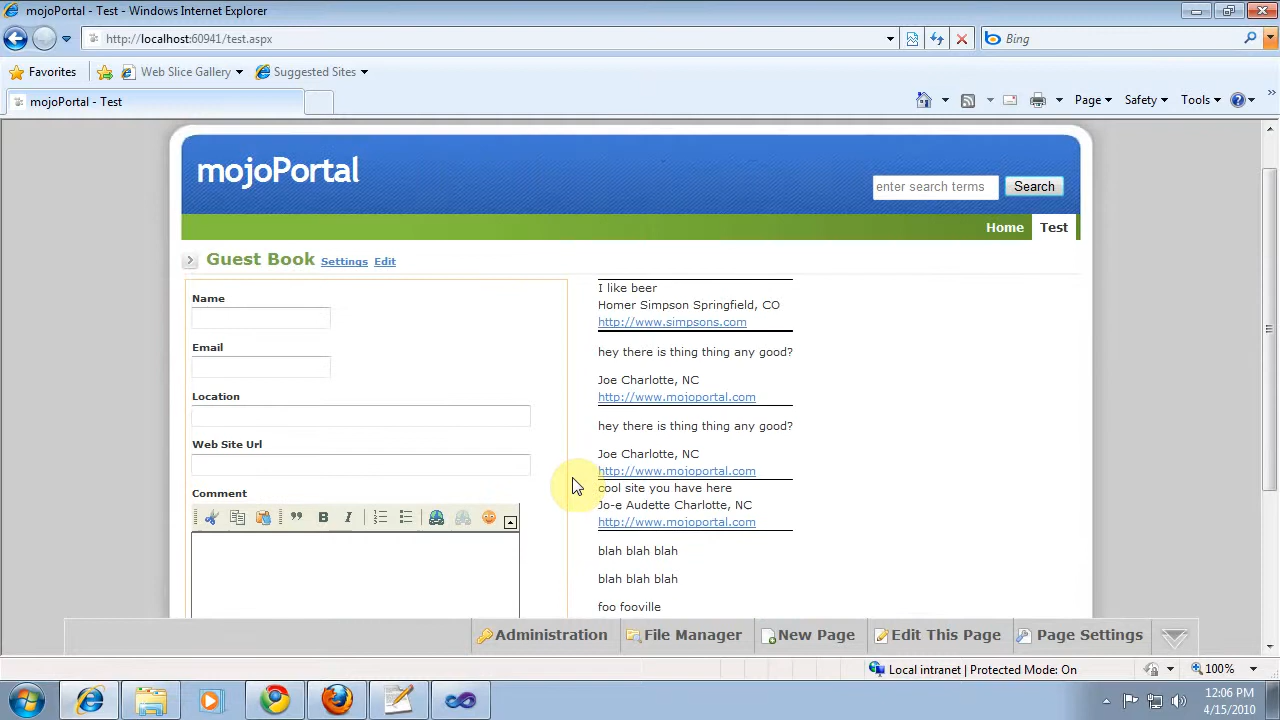 mojoPortal - Test - Windows Internet Explorer
http://localhost:60941/test.aspx
Bing
Favorites
Web Slice Gallery
Suggested Sites
mojoPortal - Test
Page
Safety
Tools
mojoPortal
enter search terms
Search
Home
Test
Guest Book
Settings
Edit
Name
Email
Location
Web Site Url
Comment
I like beer
Homer Simpson Springfield, CO
http://www.simpsons.com
hey there is thing thing any good?
Joe Charlotte, NC
http://www.mojoportal.com
hey there is thing thing any good?
Joe Charlotte, NC
http://www.mojoportal.com
cool site you have here
Jo-e Audette Charlotte, NC
http://www.mojoportal.com
blah blah blah
blah blah blah
foo fooville
Administration
File Manager
New Page
Edit This Page
Page Settings
Local intranet | Protected Mode: On
100%
12:06 PM
4/15/2010